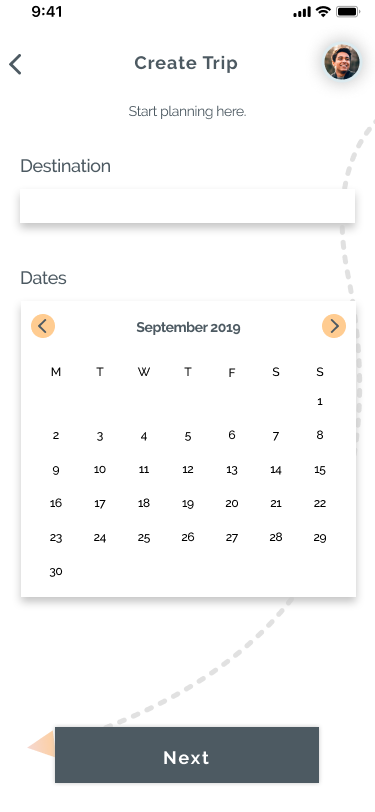 9:41
Create Trip
Start planning here.
Destination
Dates
September 2019
M T W T F S S
1
2 3 4 5 6 7 8
9 10 11 12 13 14 15
16 17 18 19 20 21 22
23 24 25 26 27 28 29
30
Next